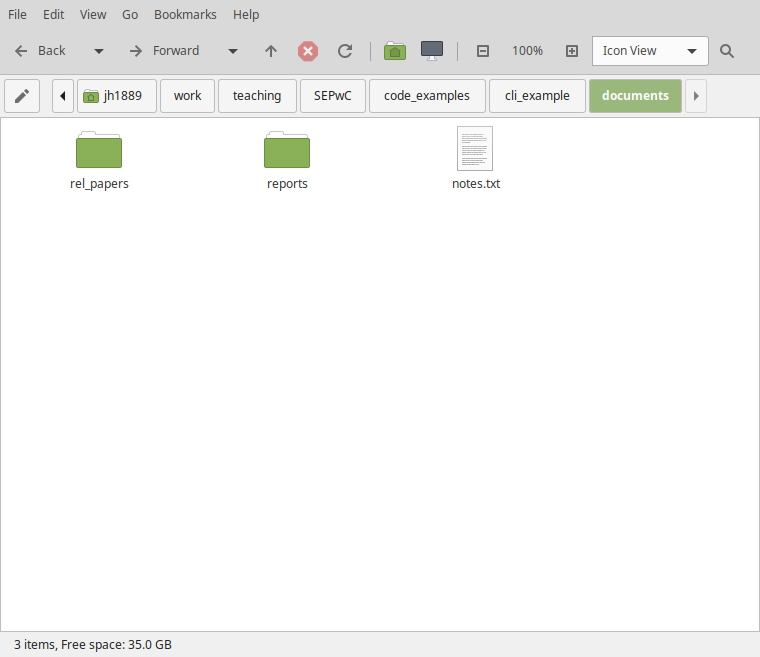 File Edit View Go Bookmarks Help
Back Forward 100% Icon View
jh1889 work teaching SEPwC code_examples cli_example documents
rel_papers reports notes.txt
3 items, Free space: 35.0 GB